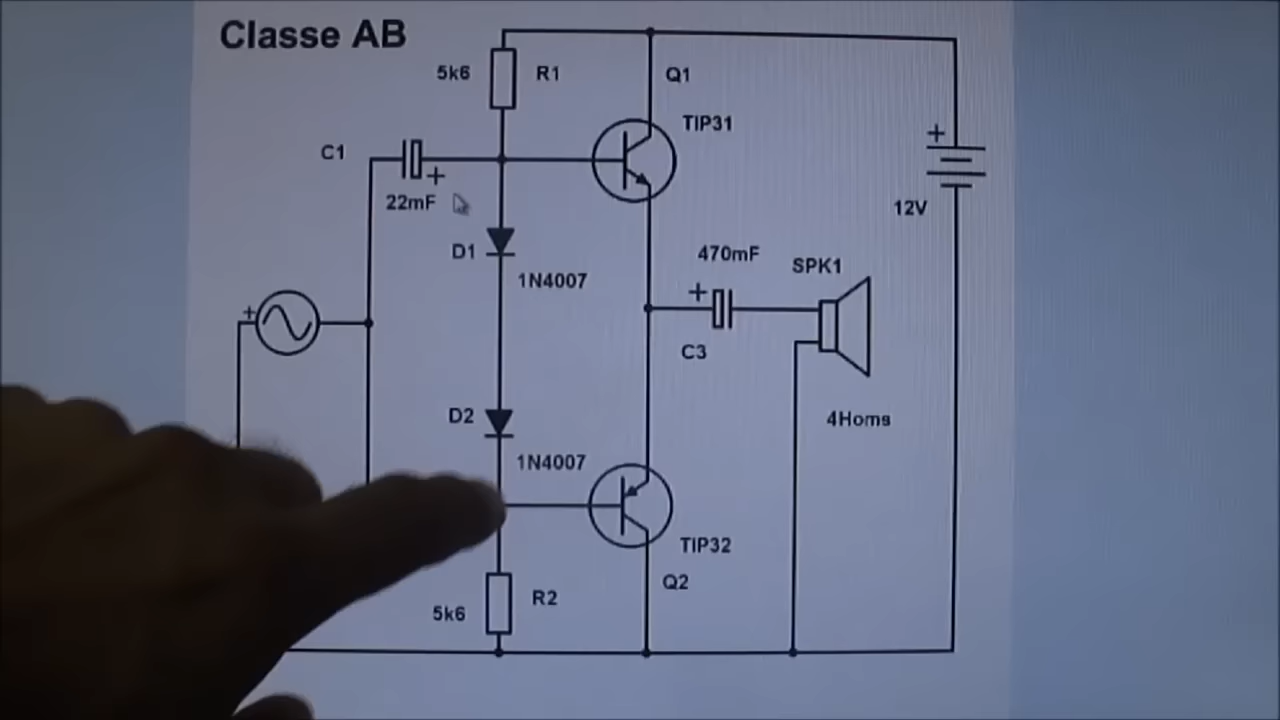 Classe AB
5k6
R1
Q1
TIP31
+
C1
+
22mF
12V
D1
1N4007
470mF
SPK1
+
+
C3
D2
4Homs
1N4007
TIP32
Q2
5k6
R2